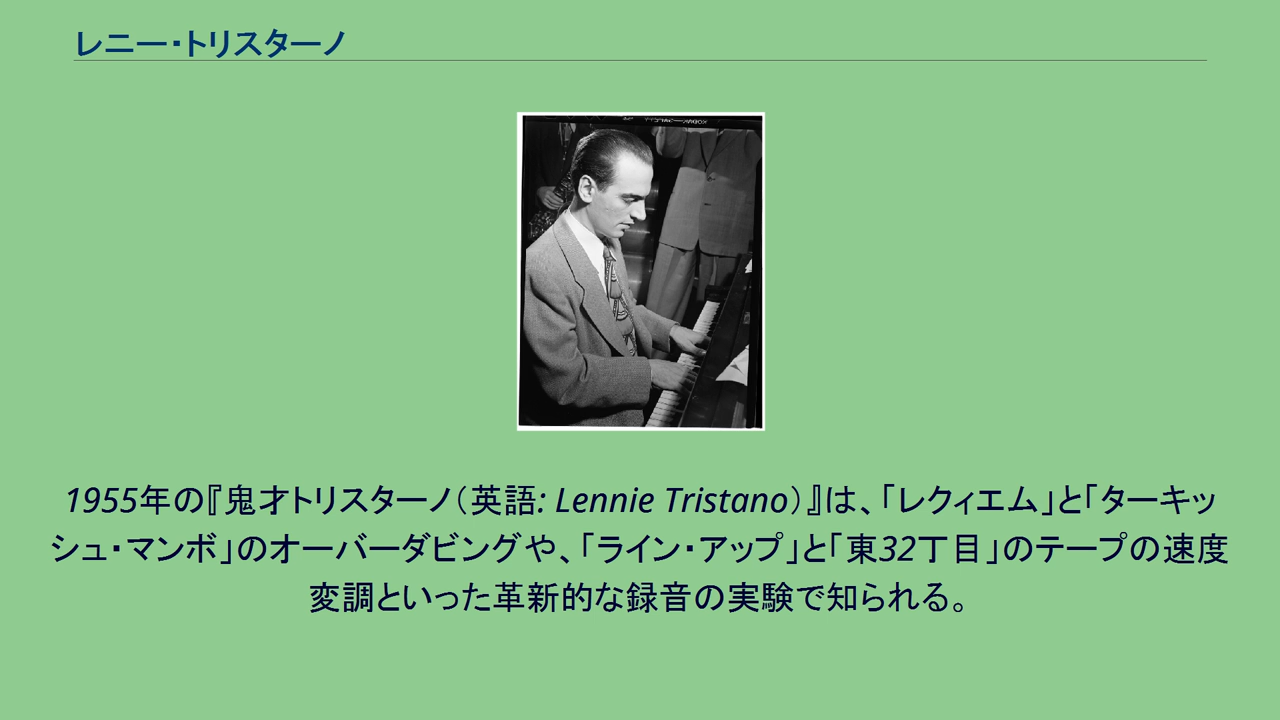 レニー・トリスターノ
1955年の『鬼才トリスターノ（英語: Lennie Tristano）』は、「レクィエム」と「ターキッ
シュ・マンボ」のオーバーダビングや、「ライン・アップ」と「東32丁目」のテープの速度
変調といった革新的な録音の実験で知られる。